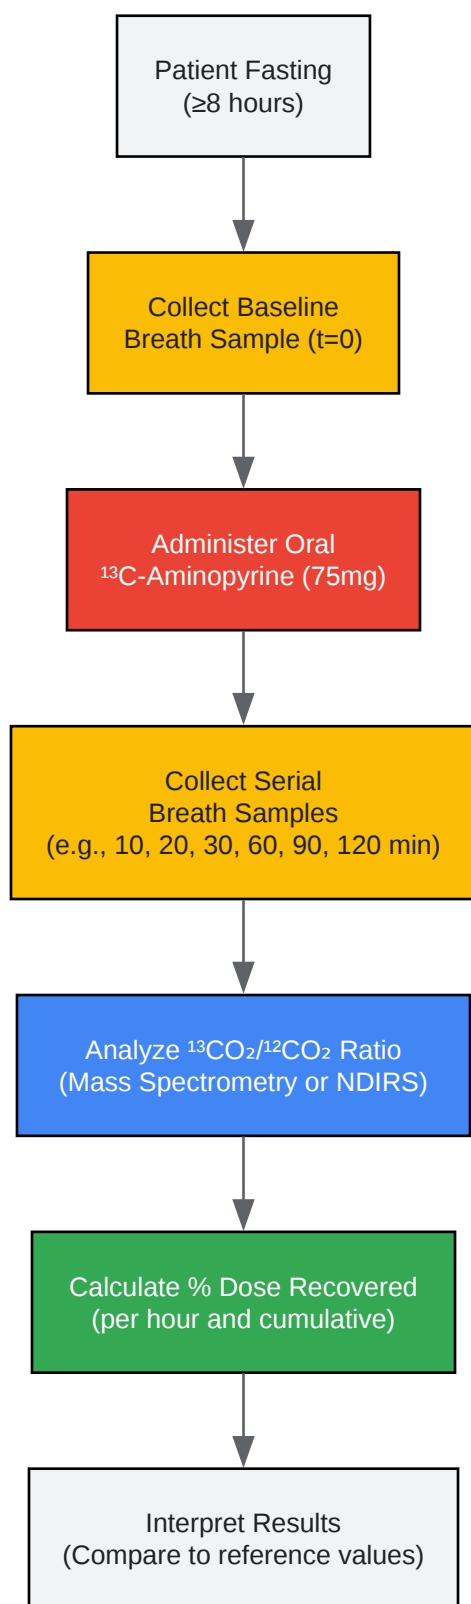 Patient Fasting
(≥8 hours)
Collect Baseline
Breath Sample (t=0)
Administer Oral
¹³C-Aminopyrine (75mg)
Collect Serial
Breath Samples
(e.g., 10, 20, 30, 60, 90, 120 min)
Analyze ¹³CO₂/¹²CO₂ Ratio
(Mass Spectrometry or NDIRS)
Calculate % Dose Recovered
(per hour and cumulative)
Interpret Results
(Compare to reference values)